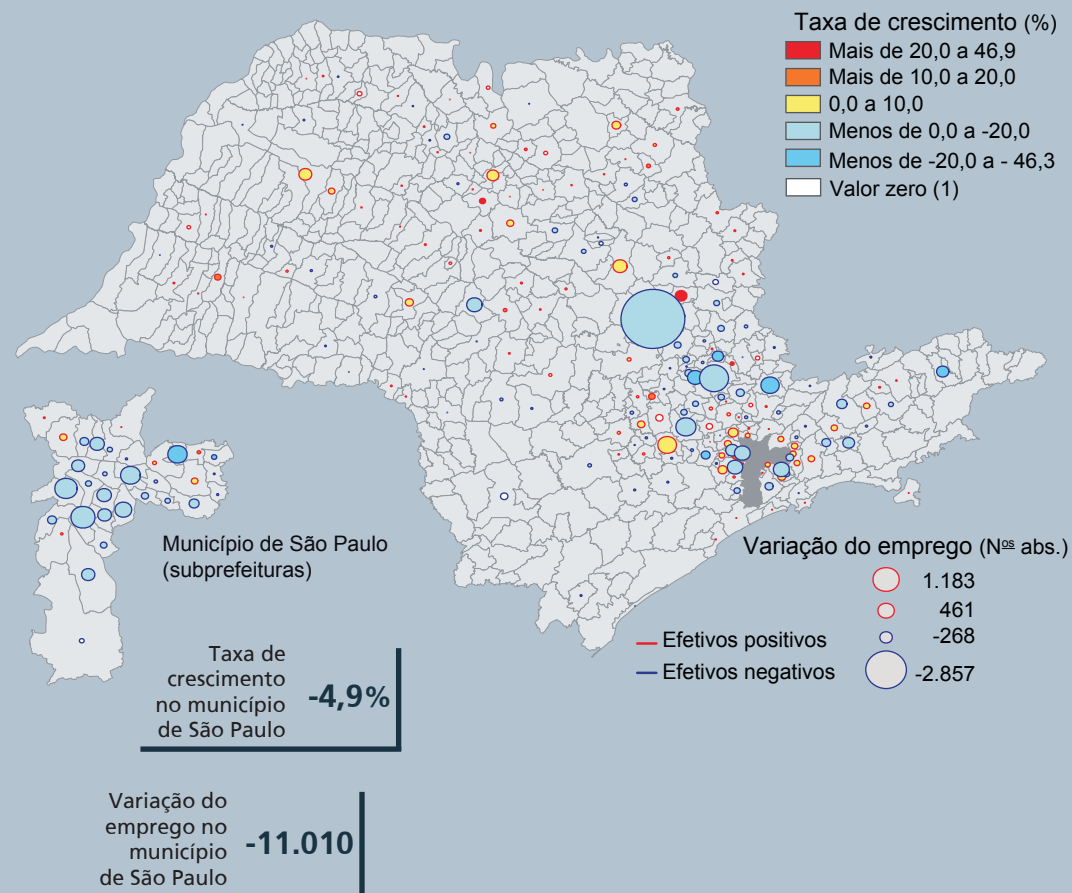 Taxa de crescimento (%)
Mais de 20,0 a 46,9
Mais de 10,0 a 20,0
0,0 a 10,0
Menos de 0,0 a -20,0
Menos de -20,0 a - 46,3
Valor zero (1)
Município de São Paulo
(subprefeituras)
Variação do emprego (Nos abs.)
1.183
461
-268
-2.857
Efetivos positivos
Efetivos negativos
Taxa de
crescimento
no município
de São Paulo
-4,9%
Variação do
emprego no
município
de São Paulo
-11.010